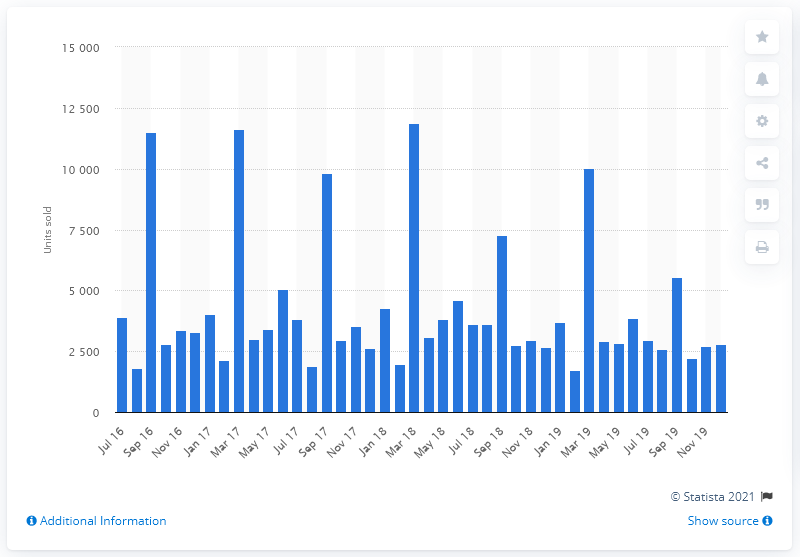 15 000
12 500
10 000
7 500
5 000
2 500
0
Units sold
Jul 16
Sep 16
Nov 16
Jan 17
Mar 17
May 17
Jul 17
Sep 17
Nov 17
Jan 18
Mar 18
May 18
Jul 18
Sep 18
Nov 18
Jan 19
Mar 19
May 19
Jul 19
Sep 19
Nov 19
© Statista 2021
Additional Information
Show source